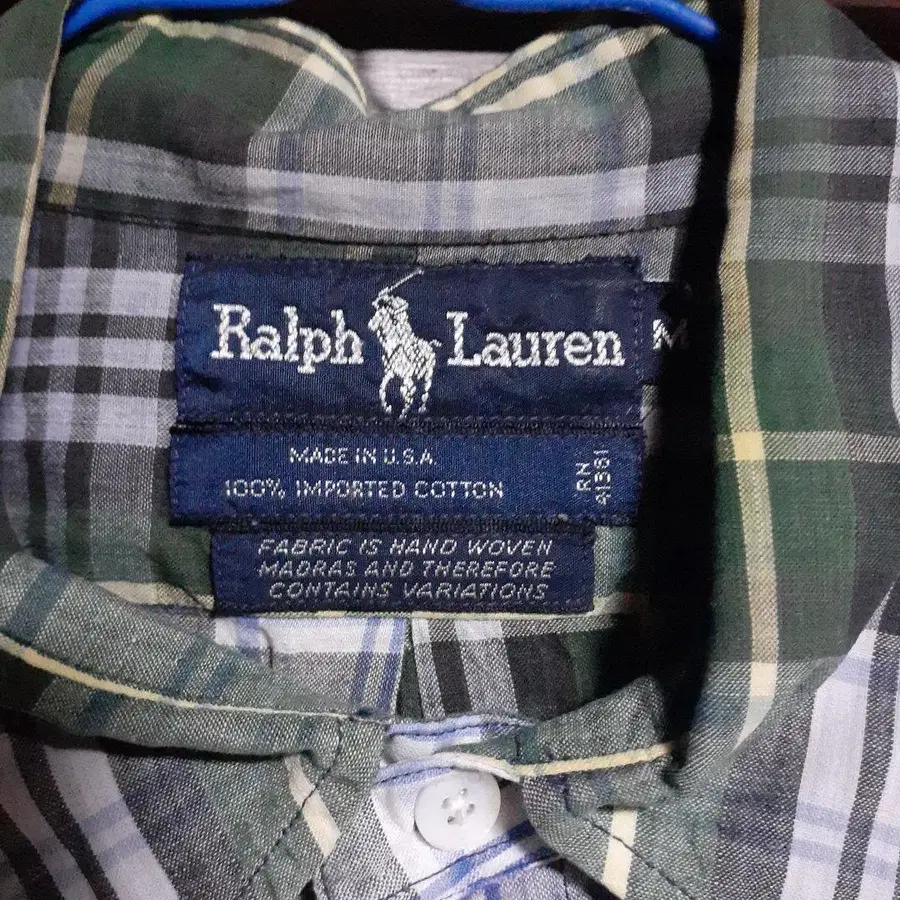 Ralph Lauren
M
MADE IN U.S.A.
100% IMPORTED COTTON
RN
41381
FABRIC IS HAND WOVEN
MADRAS AND THEREFORE
CONTAINS VARIATIONS